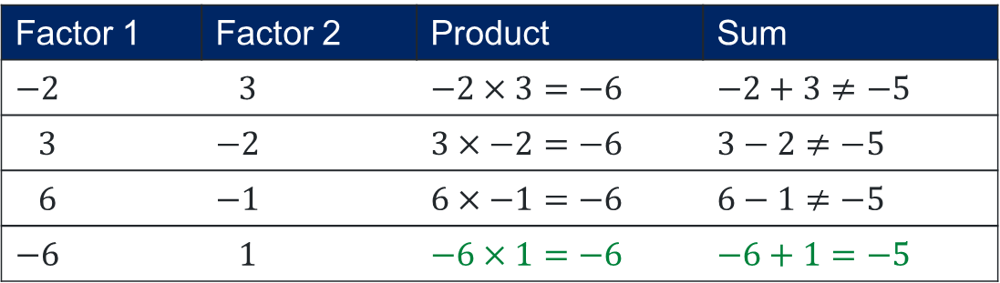 Factor 1 Factor 2 Product Sum
−2 3 −2 × 3 = −6 −2 + 3 ≠ −5
3 −2 3 × −2 = −6 3 − 2 ≠ −5
6 −1 6 × −1 = −6 6 − 1 ≠ −5
−6 1 −6 × 1 = −6 −6 + 1 = −5